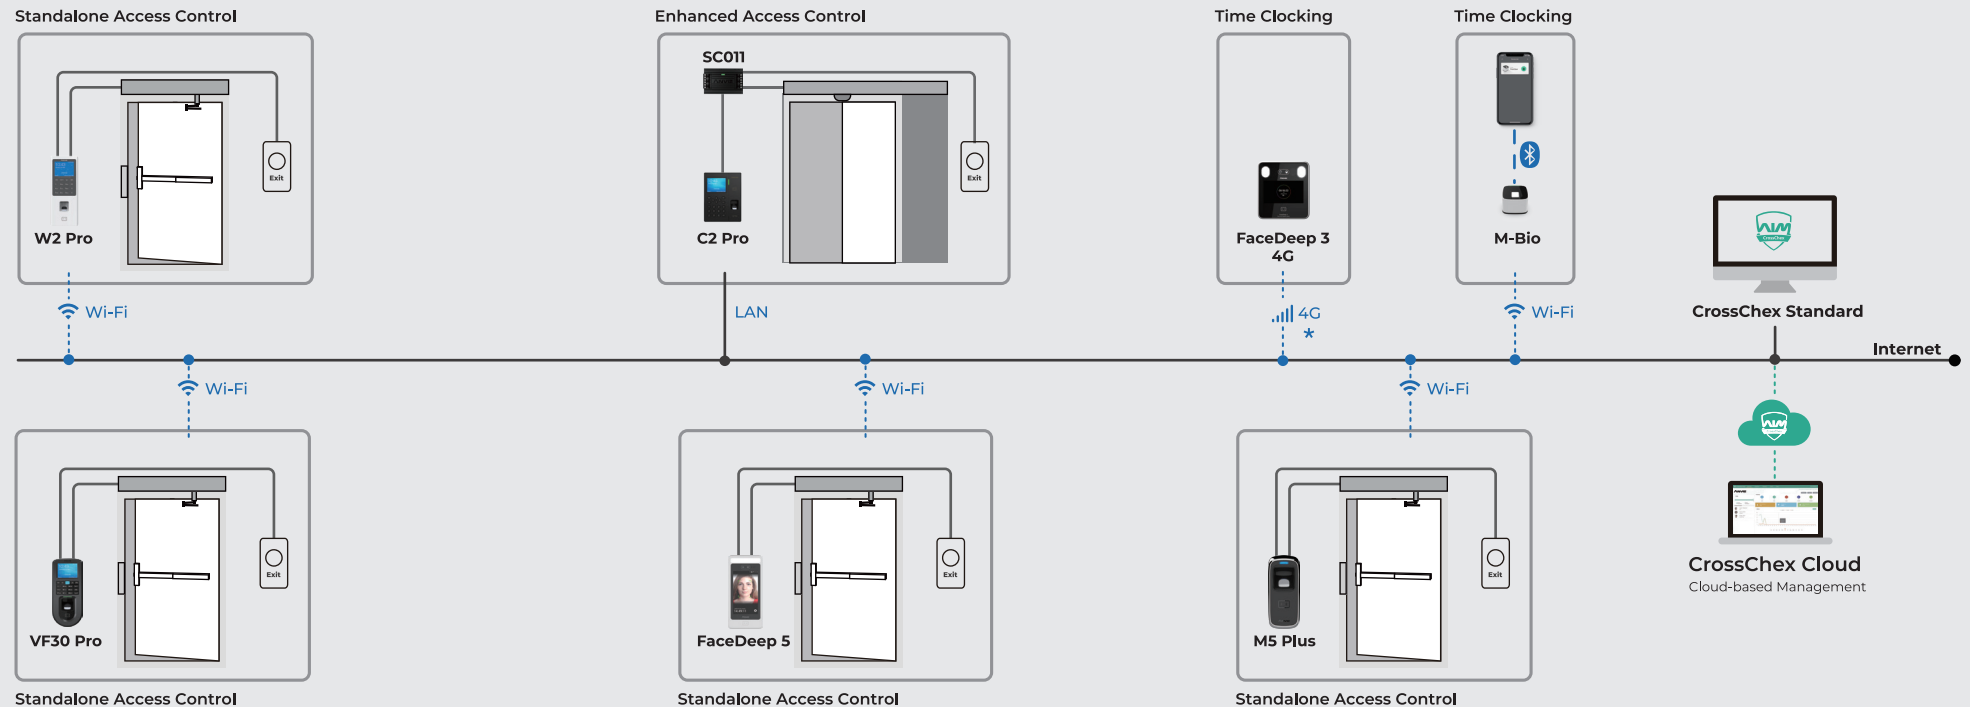 Standalone Access Control
Enhanced Access Control
Time Clocking
Time Clocking
SC011
Exit
Exit
W2 Pro
C2 Pro
FaceDeep 3
4G
M-Bio
CrossChex
Wi-Fi
LAN
4G
*
Wi-Fi
CrossChex Standard
Internet
Wi-Fi
Wi-Fi
Wi-Fi
Exit
Exit
Exit
CrossChex Cloud
Cloud-based Management
VF30 Pro
FaceDeep 5
M5 Plus
Standalone Access Control
Standalone Access Control
Standalone Access Control